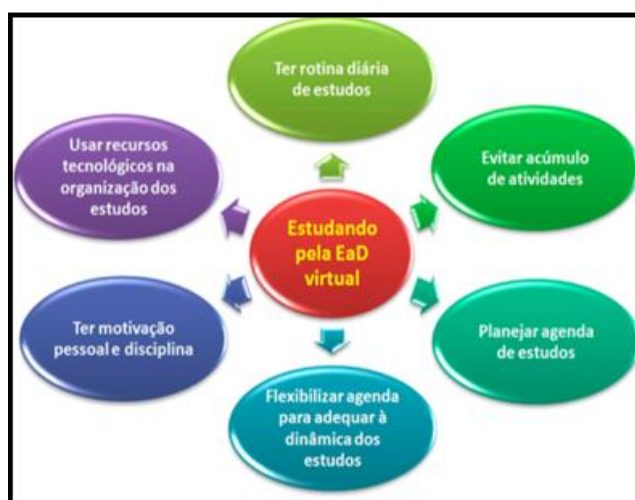 Ter rotina diária
de estudos
Usar recursos
tecnológicos na
organização dos
estudos
Evitar acúmulo
de atividades
Estudando
pela EaD
virtual
Ter motivação
pessoal e disciplina
Planejar agenda
de estudos
Flexibilizar agenda
para adequar à
dinâmica dos
estudos